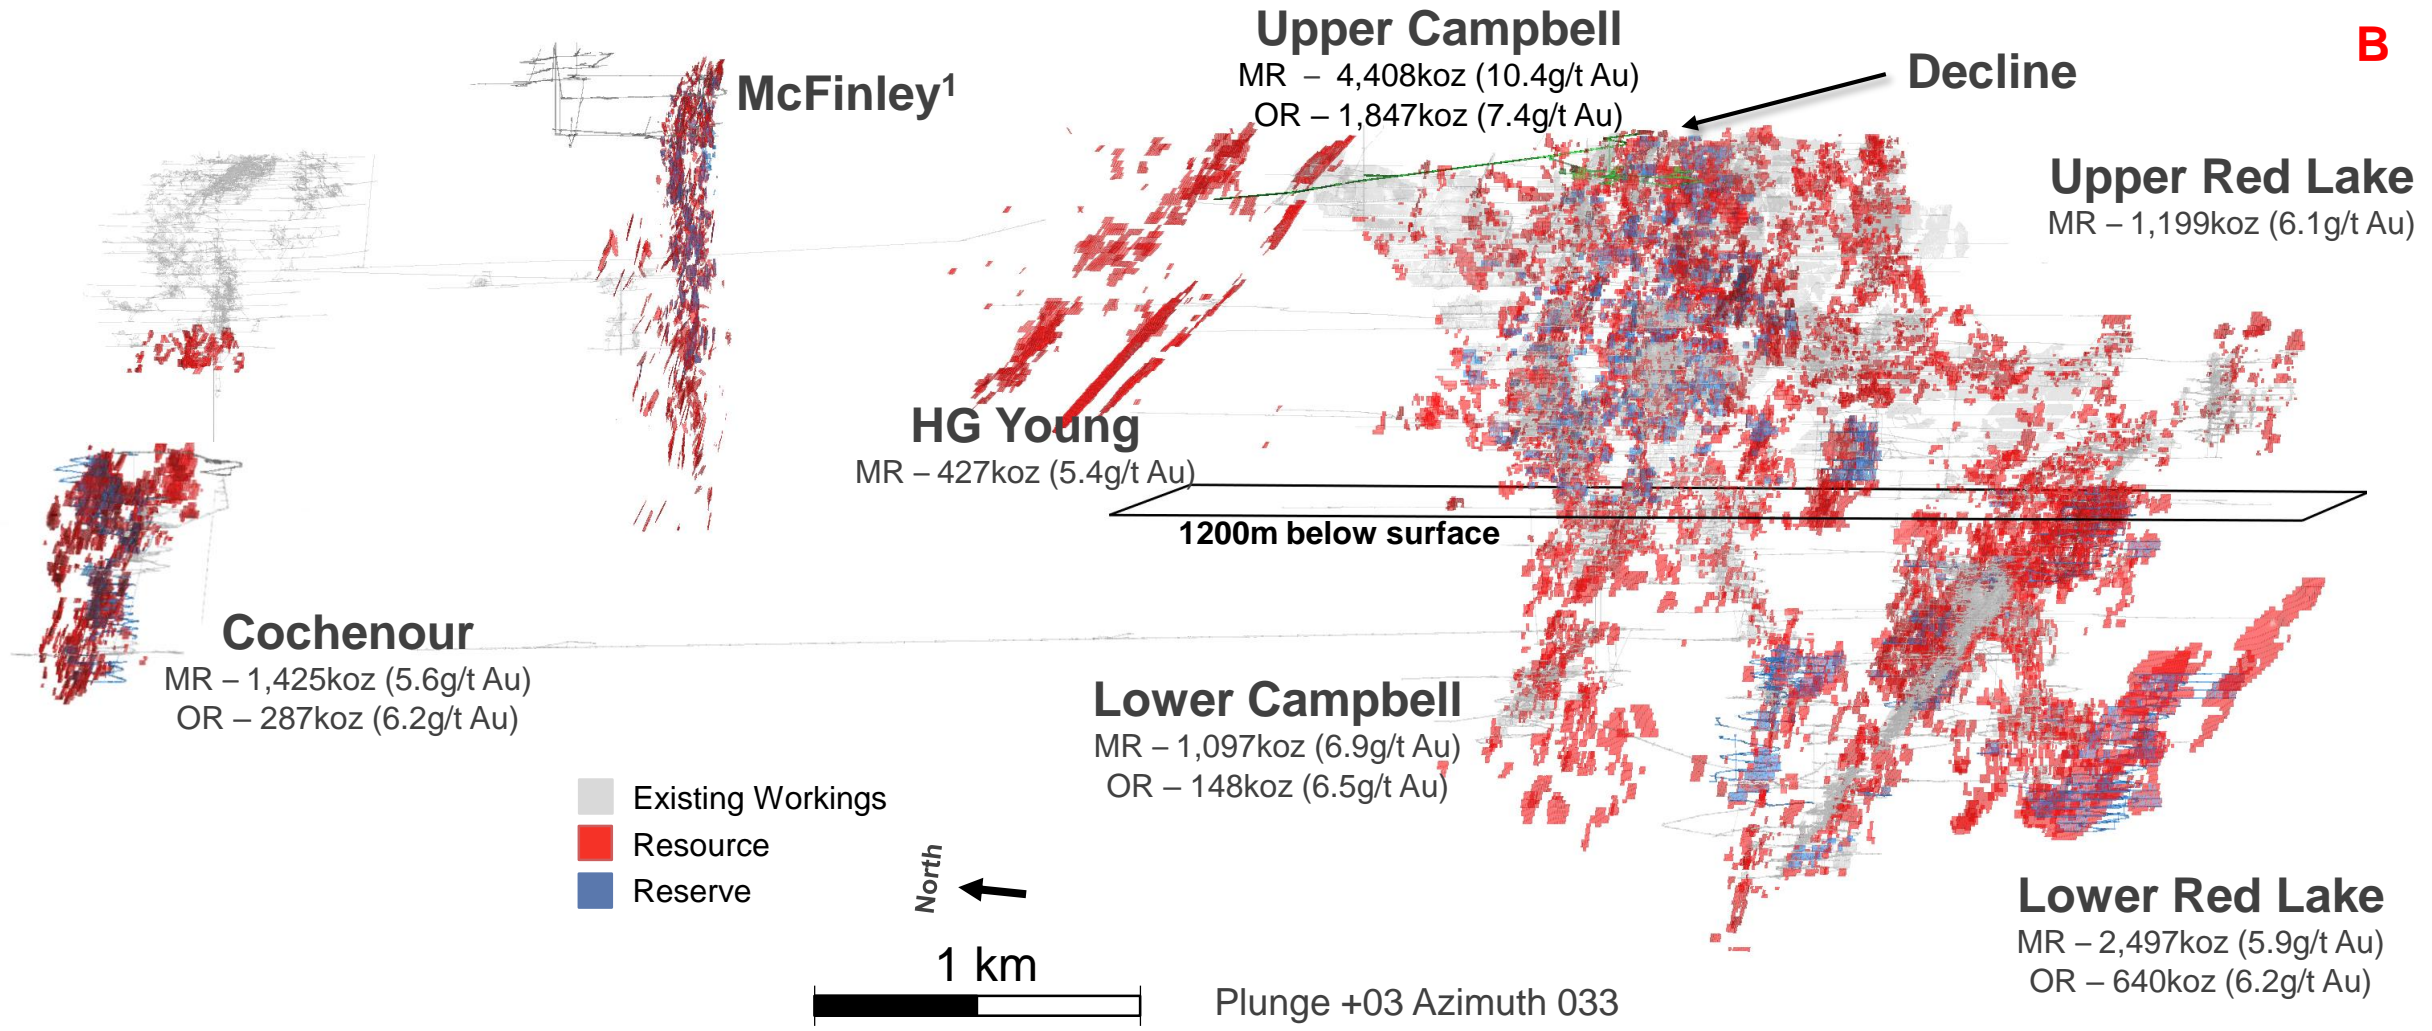 Upper Campbell
MR – 4,408koz (10.4g/t Au)
OR – 1,847koz (7.4g/t Au)
Decline
B
McFinley¹
Upper Red Lake
MR – 1,199koz (6.1g/t Au)
HG Young
MR – 427koz (5.4g/t Au)
1200m below surface
Cochenour
MR – 1,425koz (5.6g/t Au)
OR – 287koz (6.2g/t Au)
Lower Campbell
MR – 1,097koz (6.9g/t Au)
OR – 148koz (6.5g/t Au)
Existing Workings
Resource
Reserve
North
1 km
Plunge +03 Azimuth 033
Lower Red Lake
MR – 2,497koz (5.9g/t Au)
OR – 640koz (6.2g/t Au)